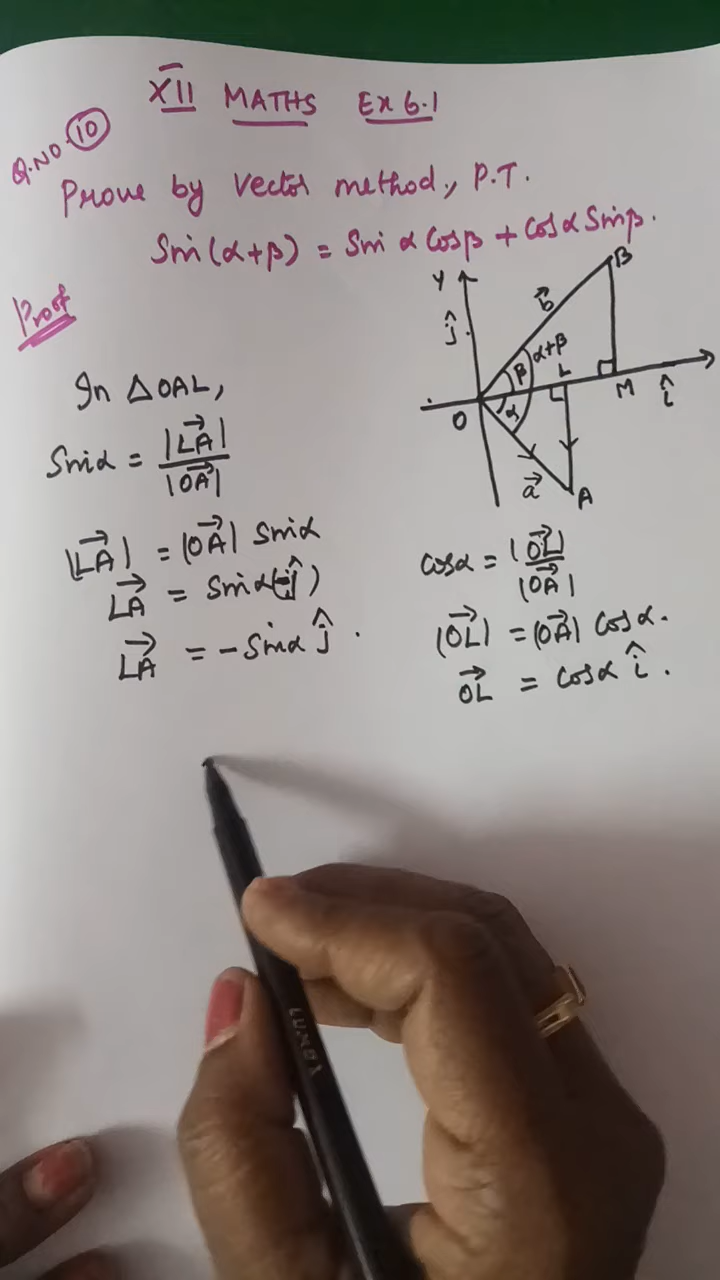 XII MATHS Ex 6.1
Q.NO. 10
Prove by vector method, P.T.
Sin(α+β) = Sin α Cosβ + Cosα Sinβ.
Proof
Y
ĵ
b⃗
B
α+β
β
L
M
î
O
α
a⃗
A
In △OAL,
Sinα = |LA⃗| / |OA⃗|
|LA⃗| = |OA⃗| Sinα
LA⃗ = Sinα(-ĵ)
LA⃗ = -Sinα ĵ.
Cosα = |OL⃗| / |OA⃗|
|OL⃗| = |OA⃗| Cosα.
OL⃗ = Cosα î.
LUXOR